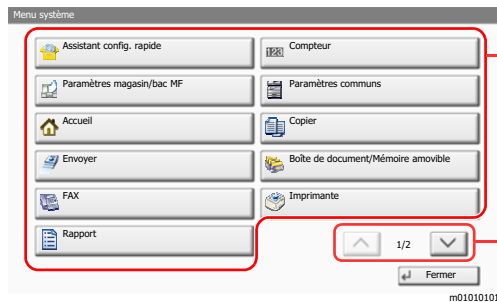 Menu système
Assistant config. rapide
Compteur
Paramètres magasin/bac MF
Paramètres communs
Accueil
Copier
Envoyer
Boîte de document/Mémoire amovible
FAX
Imprimante
Rapport
1/2
Fermer
m01010101